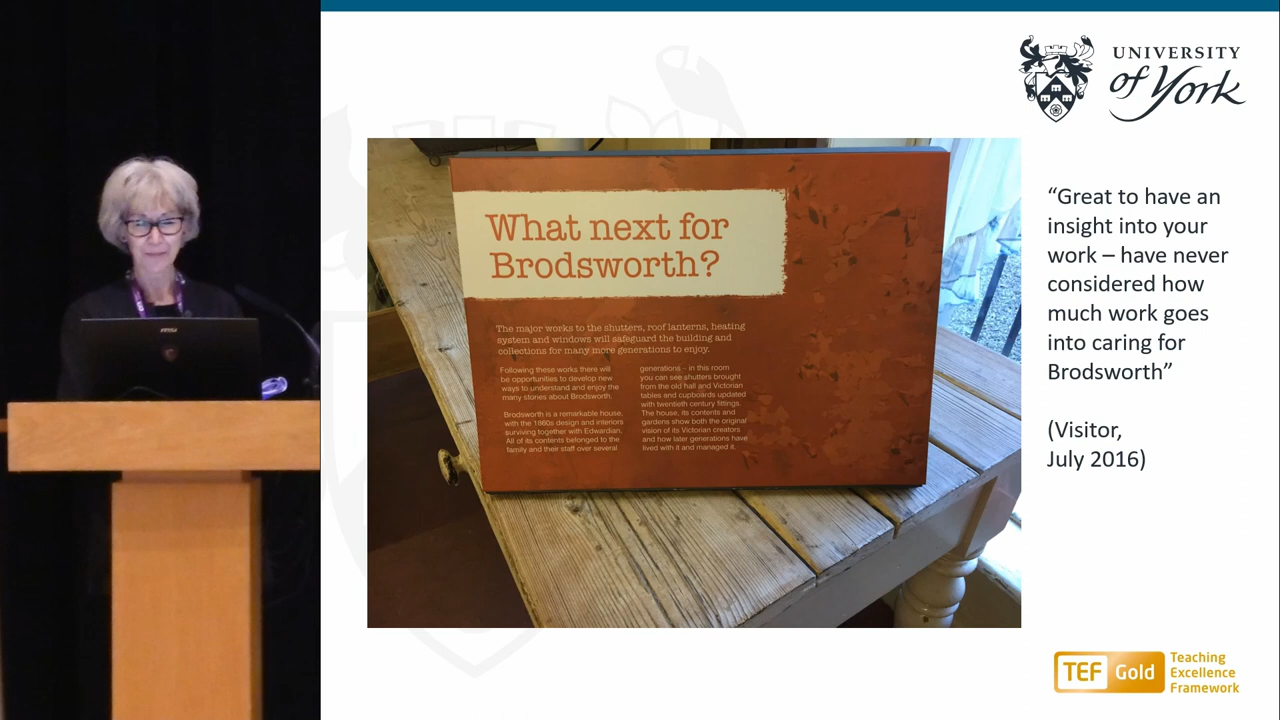 UNIVERSITY
of York
What next for
Brodsworth?
The major works to the shutters, roof lanterns, heating
system and windows will safeguard the building and
collections for many more generations to enjoy.
Following these works there will
be opportunities to develop new
ways to understand and enjoy the
many stories about Brodsworth.
Brodsworth is a remarkable house,
with the 1860s design and interiors
surviving together with Edwardian.
All of its contents belonged to the
family and their staff over several
generations – in this room
you can see shutters brought
from the old hall and Victorian
tables and cupboards updated
with twentieth century fittings.
The house, its contents and
gardens show both the original
vision of its Victorian creators
and how later generations have
lived with it and managed it.
“Great to have an
insight into your
work – have never
considered how
much work goes
into caring for
Brodsworth”
(Visitor,
July 2016)
TEF Gold
Teaching
Excellence
Framework
msi